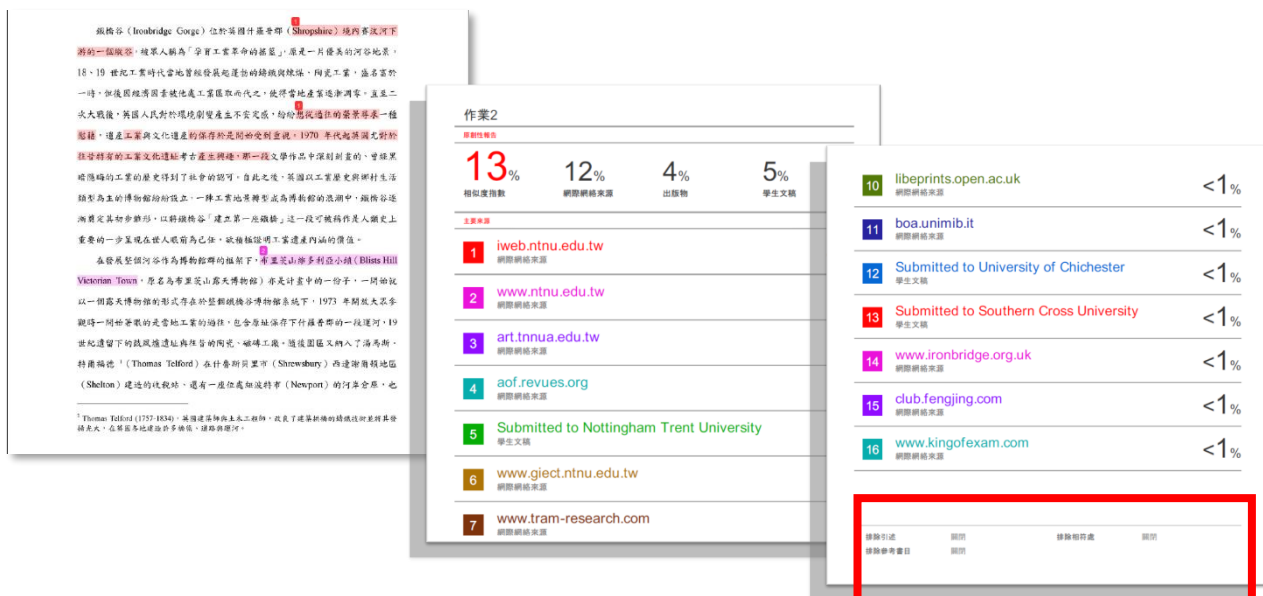 1
鐵橋谷（Ironbridge Gorge）位於英國什羅普郡（Shropshire）境內賽汶河下
游的一個峽谷，被眾人稱為「孕育工業革命的搖籃」，原是一片優美的河谷地景，
18、19 世紀工業時代當地曾經發展起蓬勃的鑄鐵與煉煤、陶瓷工業，盛名富於
一時，但後因經濟因素被他處工業區取而代之，使得當地產業逐漸凋零。直至二
1
次大戰後，英國人民對於環境劇變產生不安定感，紛紛想從過往的榮景尋求一種
慰藉，遺產工業與文化遺產的保存於是開始受到重視。1970 年代起英國尤對於
往昔特有的工業文化遺址考古產生興趣，那一段文學作品中深刻刻畫的、曾經黑
暗隱晦的工業的歷史得到了社會的認可。自此之後，英國以工業歷史與鄉村生活
類型為主的博物館紛紛設立，一陣工業地景轉型成為博物館的浪潮中，鐵橋谷逐
漸奠定其初步雛形，以將鐵橋谷「建立第一座鐵橋」這一段可被稱作是人類史上
重要的一步呈現在世人眼前為己任，欲積極證明工業遺產內涵的價值。
2
在發展整個河谷作為博物館群的框架下，布里茨山維多利亞小鎮（Blists Hill
Victorian Town，原名為布里茨山露天博物館）亦是計畫中的一份子，一開始就
以一個露天博物館的形式存在於整個鐵橋谷博物館系統下，1973 年開放大眾參
觀時一開始著眼的是當地工業的過往，包含原址保存下什羅普郡的一段運河，19
世紀遺留下的鼓風爐遺址與往昔的陶瓷、磁磚工廠。隨後園區又納入了湯馬斯．
特爾福德 1（Thomas Telford）在什魯斯貝里市（Shrewsbury）西邊謝爾頓地區
（Shelton）建造的收稅站、還有一座位處紐波特市（Newport）的河岸倉庫，也
1 Thomas Telford (1757-1834)，英國建築師與土木工程師，改良了建築拱橋的鑄鐵技術並將其發
揚光大，在英國各地建造許多橋樑、道路與運河。
作業2
原創性報告
13% 12% 4% 5%
相似度指數 網際網絡來源 出版物 學生文稿
主要來源
1 iweb.ntnu.edu.tw
網際網絡來源
2 www.ntnu.edu.tw
網際網絡來源
3 art.tnnua.edu.tw
網際網絡來源
4 aof.revues.org
網際網絡來源
5 Submitted to Nottingham Trent University
學生文稿
6 www.giect.ntnu.edu.tw
網際網絡來源
7 www.tram-research.com
網際網絡來源
10 libeprints.open.ac.uk <1%
網際網絡來源
11 boa.unimib.it <1%
網際網絡來源
12 Submitted to University of Chichester <1%
學生文稿
13 Submitted to Southern Cross University <1%
學生文稿
14 www.ironbridge.org.uk <1%
網際網絡來源
15 club.fengjing.com <1%
網際網絡來源
16 www.kingofexam.com <1%
網際網絡來源
排除引述 關閉 排除相符處 關閉
排除參考書目 關閉